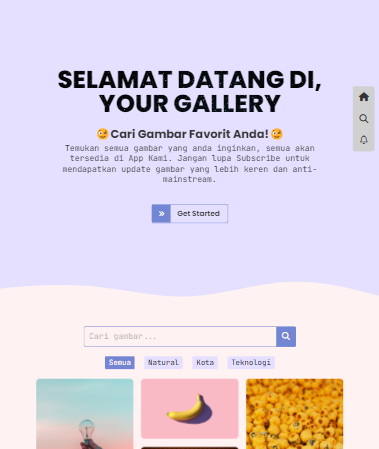 SELAMAT DATANG DI,
YOUR GALLERY
Cari Gambar Favorit Anda!
Temukan semua gambar yang anda inginkan, semua akan
tersedia di App Kami. Jangan lupa Subscribe untuk
mendapatkan update gambar yang lebih keren dan anti-
mainstream.
Get Started
Cari gambar...
Semua Natural Kota Teknologi